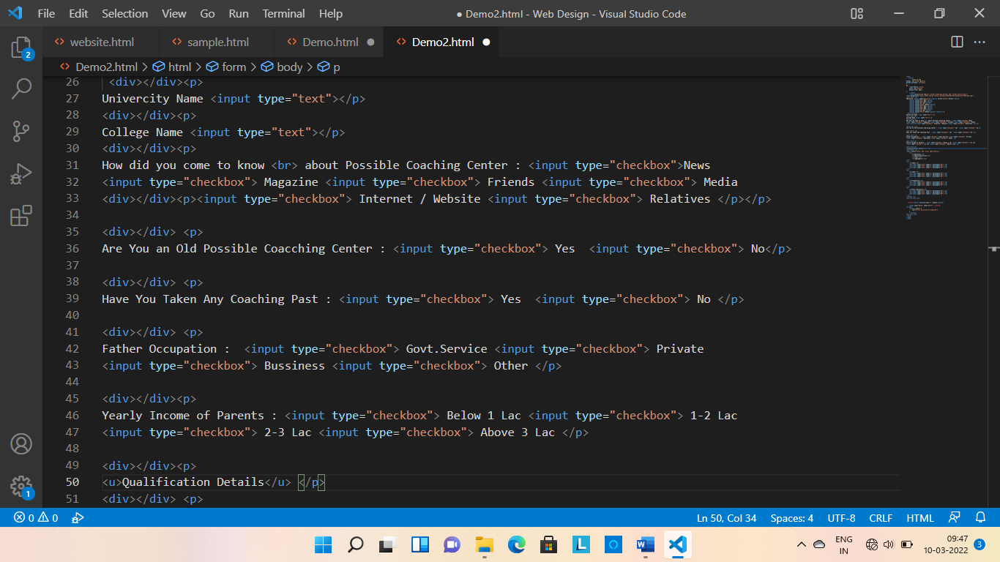 File Edit Selection View Go Run Terminal Help ● Demo2.html - Web Design - Visual Studio Code
website.html sample.html Demo.html Demo2.html
Demo2.html > html > form > body > p
26 <div></div><p>
27 Univercity Name <input type="text"></p>
28 <div></div><p>
29 College Name <input type="text"></p>
30 <div></div><p>
31 How did you come to know <br> about Possible Coaching Center : <input type="checkbox">News
32 <input type="checkbox"> Magazine <input type="checkbox"> Friends <input type="checkbox"> Media
33 <div></div><p><input type="checkbox"> Internet / Website <input type="checkbox"> Relatives </p></p>
34
35 <div></div> <p>
36 Are You an Old Possible Coacching Center : <input type="checkbox"> Yes  <input type="checkbox"> No</p>
37
38 <div></div> <p>
39 Have You Taken Any Coaching Past : <input type="checkbox"> Yes  <input type="checkbox"> No </p>
40
41 <div></div> <p>
42 Father Occupation :  <input type="checkbox"> Govt.Service <input type="checkbox"> Private
43 <input type="checkbox"> Bussiness <input type="checkbox"> Other </p>
44
45 <div></div><p>
46 Yearly Income of Parents : <input type="checkbox"> Below 1 Lac <input type="checkbox"> 1-2 Lac
47 <input type="checkbox"> 2-3 Lac <input type="checkbox"> Above 3 Lac </p>
48
49 <div></div><p>
50 <u>Qualification Details</u> </p>
51 <div></div> <p>
2
1
0 0 Ln 50, Col 34 Spaces: 4 UTF-8 CRLF HTML
ENG 09:47
IN 10-03-2022 3